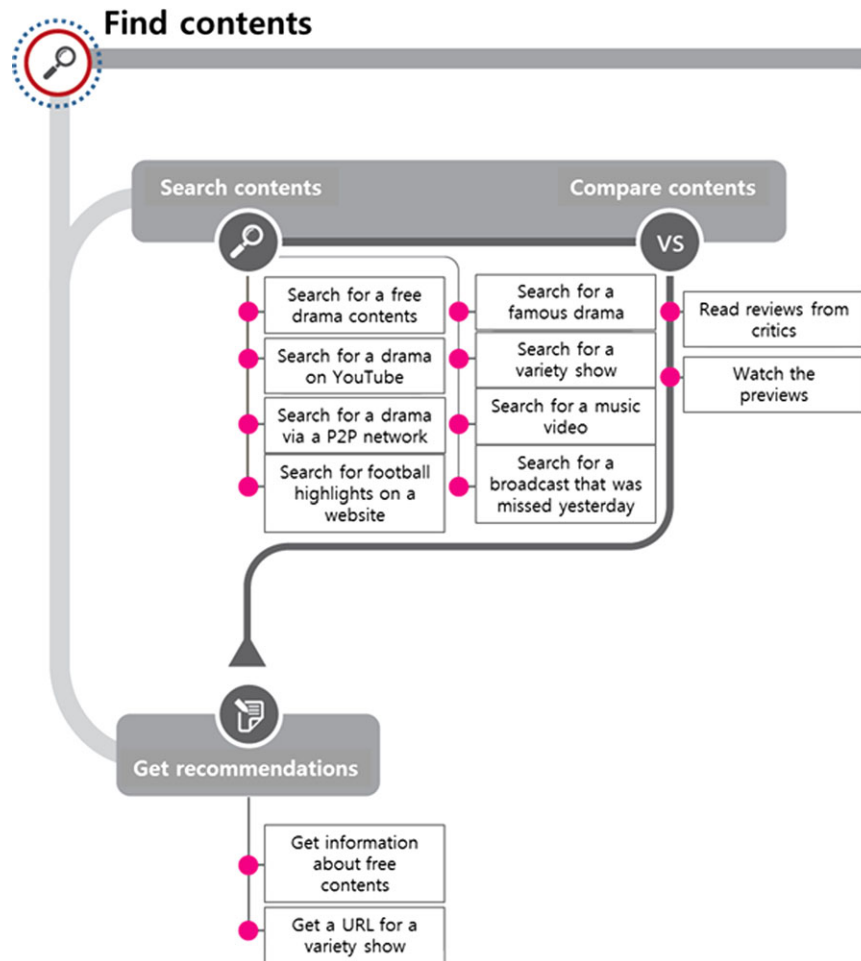 Find contents
Search contents
Compare contents
VS
Search for a free
drama contents
Search for a drama
on YouTube
Search for a drama
via a P2P network
Search for football
highlights on a
website
Search for a
famous drama
Search for a
variety show
Search for a music
video
Search for a
broadcast that was
missed yesterday
Read reviews from
critics
Watch the
previews
Get recommendations
Get information
about free
contents
Get a URL for a
variety show